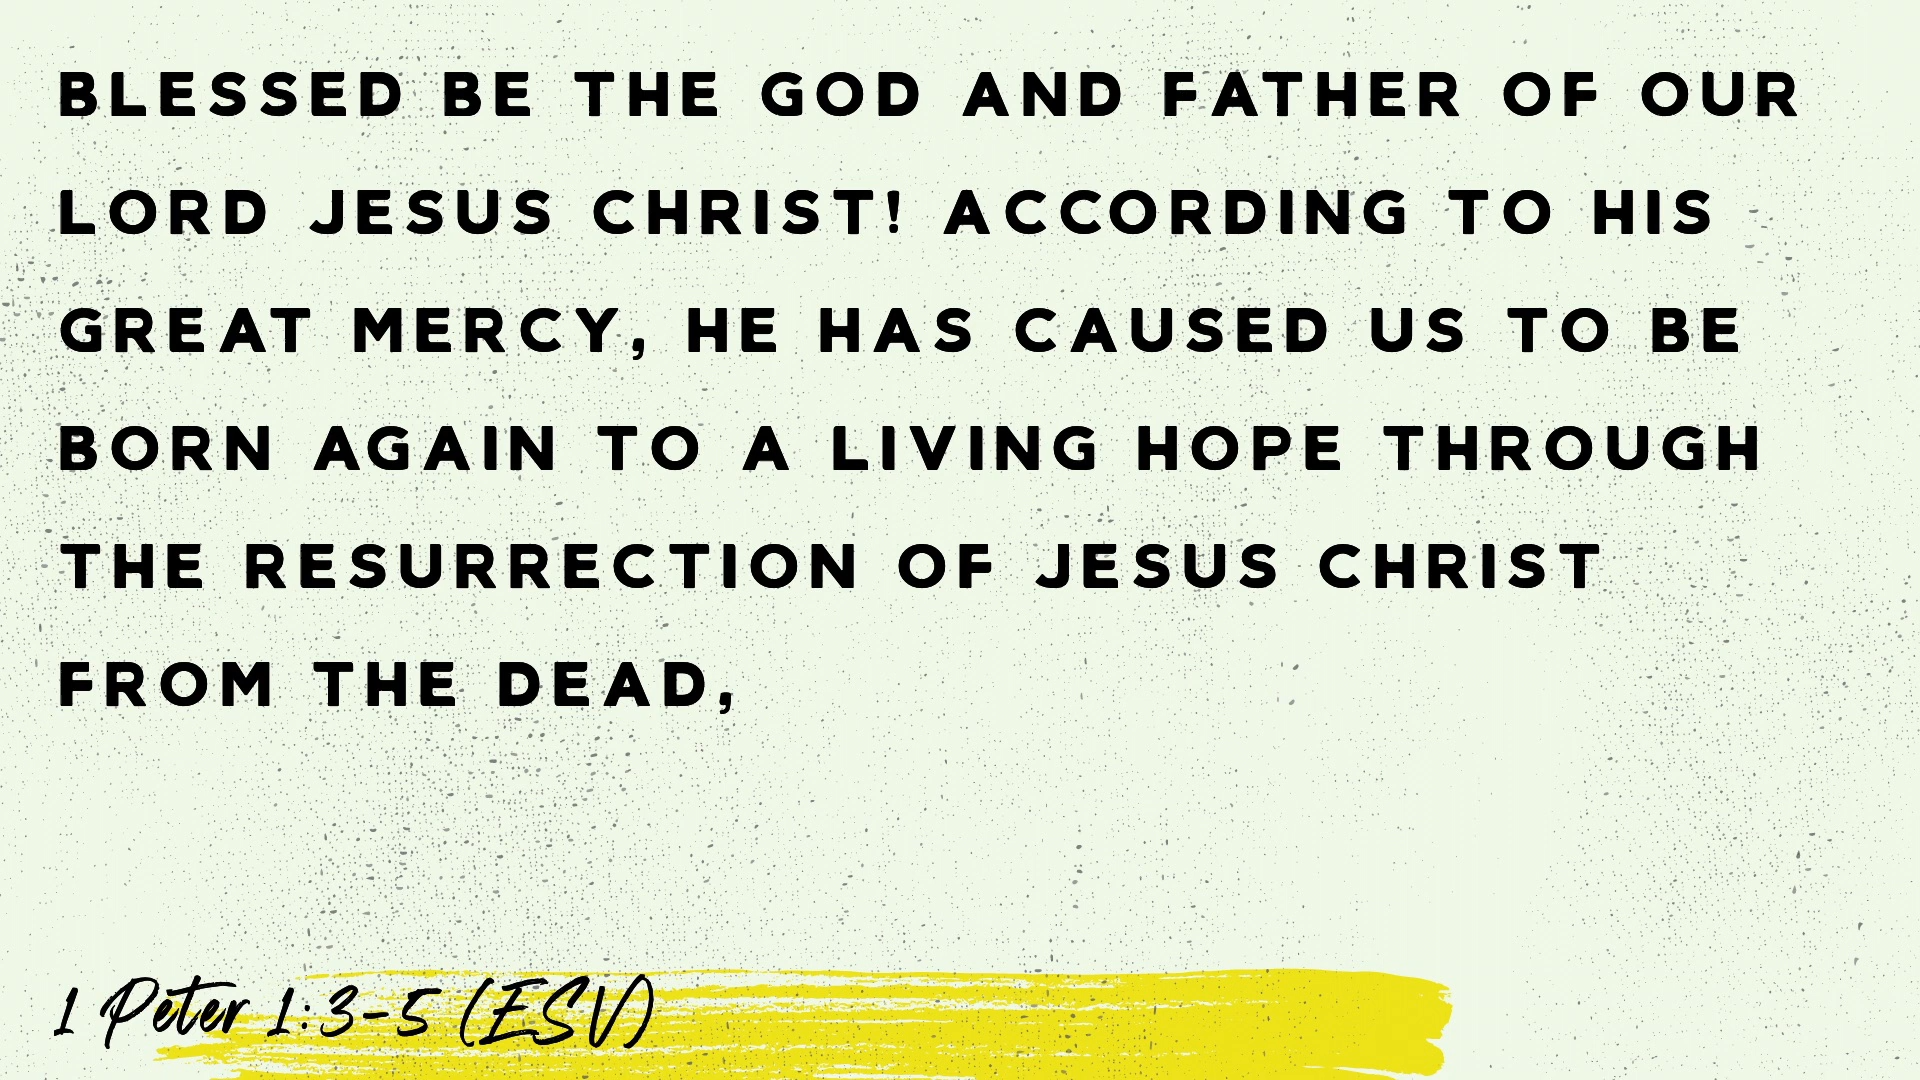 BLESSED BE THE GOD AND FATHER OF OUR
LORD JESUS CHRIST! ACCORDING TO HIS
GREAT MERCY, HE HAS CAUSED US TO BE
BORN AGAIN TO A LIVING HOPE THROUGH
THE RESURRECTION OF JESUS CHRIST
FROM THE DEAD,
1 Peter 1:3-5 (ESV)